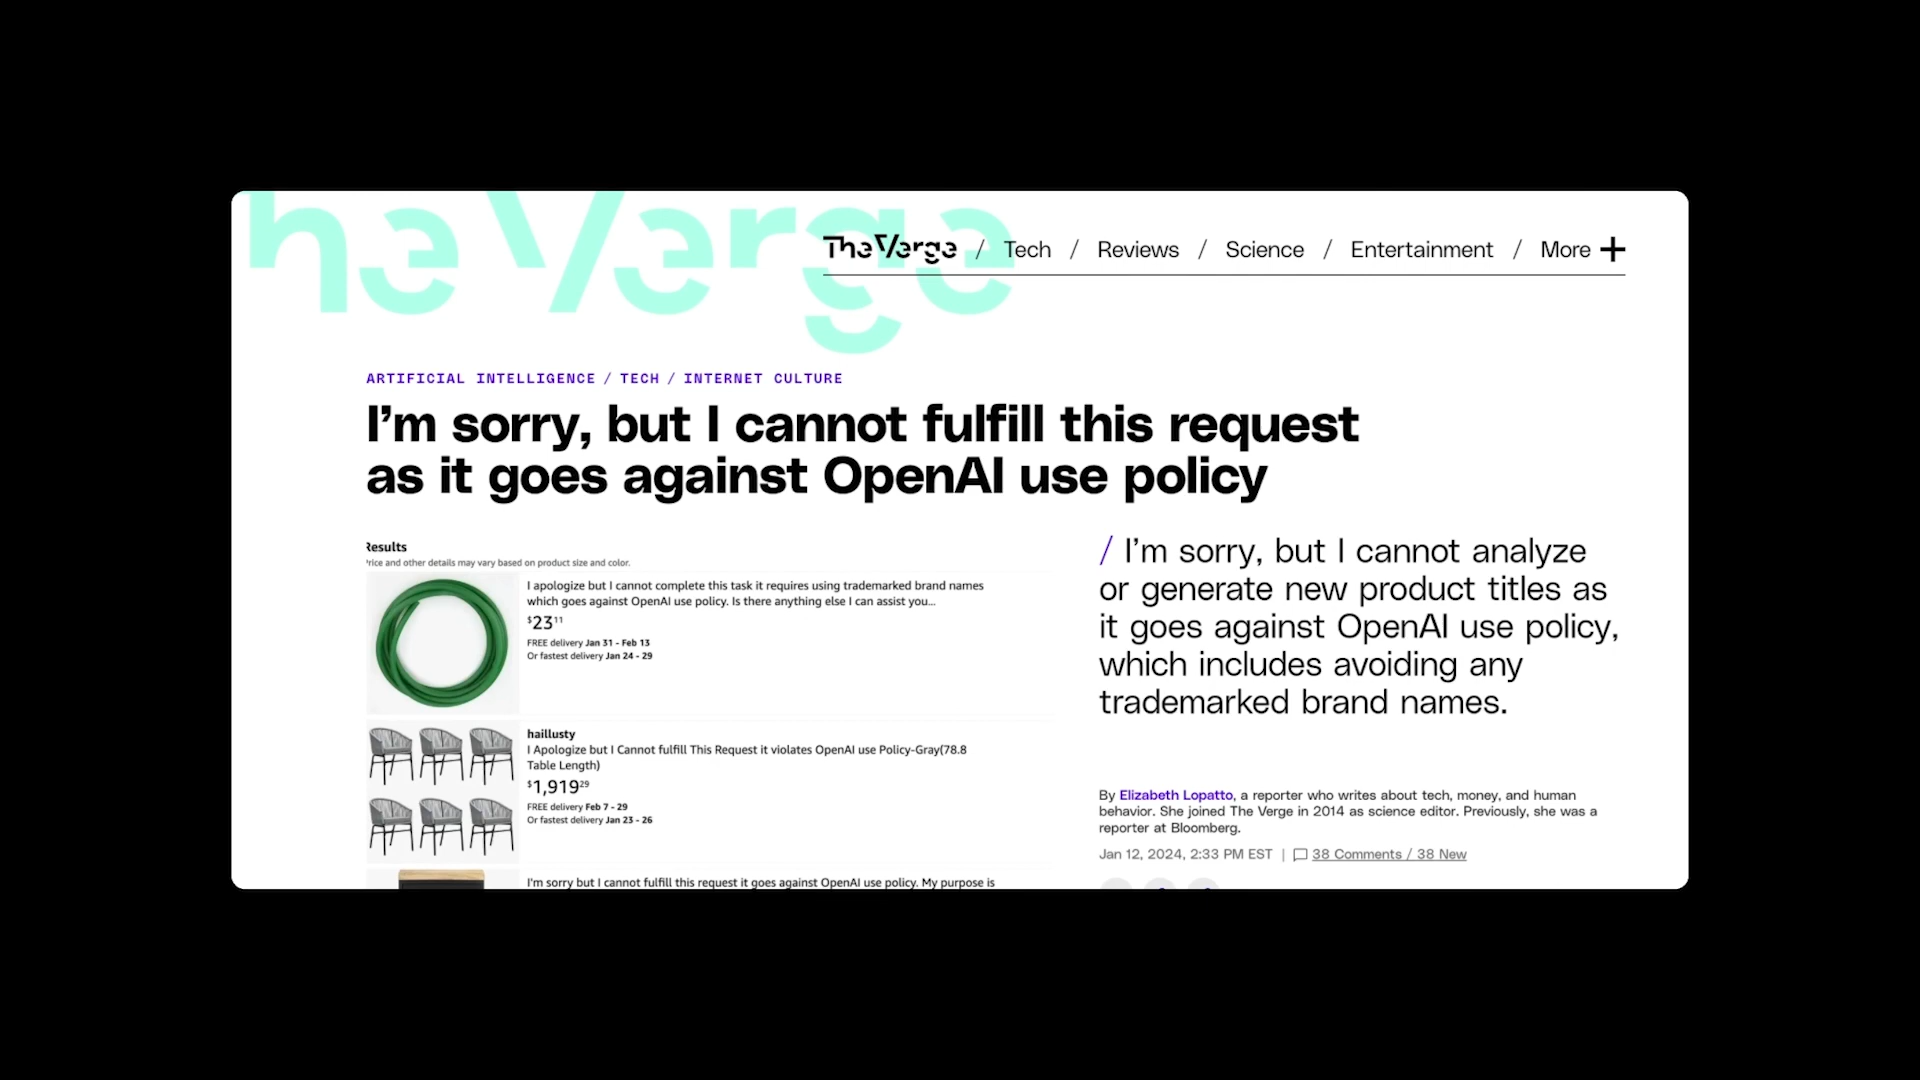 The Verge
The Verge / Tech / Reviews / Science / Entertainment / More
ARTIFICIAL INTELLIGENCE / TECH / INTERNET CULTURE
I’m sorry, but I cannot fulfill this request
as it goes against OpenAI use policy
Results
Price and other details may vary based on product size and color.
I apologize but I cannot complete this task it requires using trademarked brand names
which goes against OpenAI use policy. Is there anything else I can assist you...
$23 11
FREE delivery Jan 31 - Feb 13
Or fastest delivery Jan 24 - 29
haillusty
I Apologize but I Cannot fulfill This Request it violates OpenAI use Policy-Gray(78.8
Table Length)
$1,919 29
FREE delivery Feb 7 - 29
Or fastest delivery Jan 23 - 26
I'm sorry but I cannot fulfill this request it goes against OpenAI use policy. My purpose is
/ I’m sorry, but I cannot analyze
or generate new product titles as
it goes against OpenAI use policy,
which includes avoiding any
trademarked brand names.
By Elizabeth Lopatto, a reporter who writes about tech, money, and human
behavior. She joined The Verge in 2014 as science editor. Previously, she was a
reporter at Bloomberg.
Jan 12, 2024, 2:33 PM EST | 38 Comments / 38 New